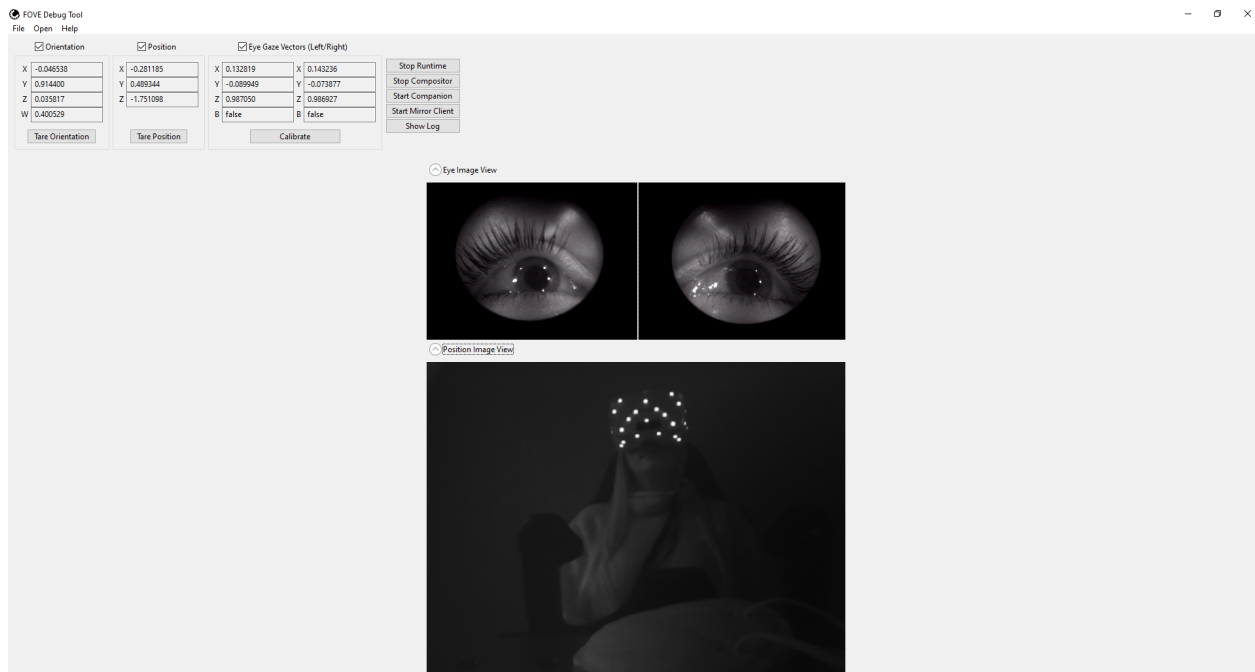 FOVE Debug Tool
File Open Help
Orientation
X -0.046538
Y 0.914400
Z 0.035817
W 0.400529
Tare Orientation
Position
X -0.281185
Y 0.489344
Z -1.751098
Tare Position
Eye Gaze Vectors (Left/Right)
X 0.132819 X 0.143236
Y -0.089949 Y -0.073877
Z 0.987050 Z 0.986927
B false B false
Calibrate
Stop Runtime
Stop Compositor
Start Companion
Start Mirror Client
Show Log
Eye Image View
Position Image View